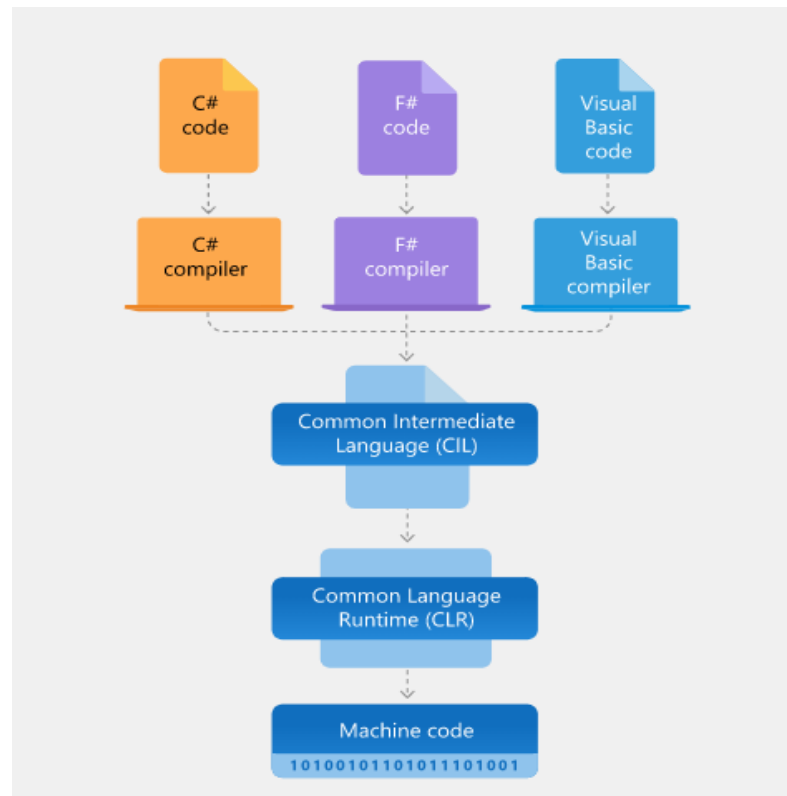 C#
code
F#
code
Visual
Basic
code
C#
compiler
F#
compiler
Visual
Basic
compiler
Common Intermediate
Language (CIL)
Common Language
Runtime (CLR)
Machine code
101001011010111101001